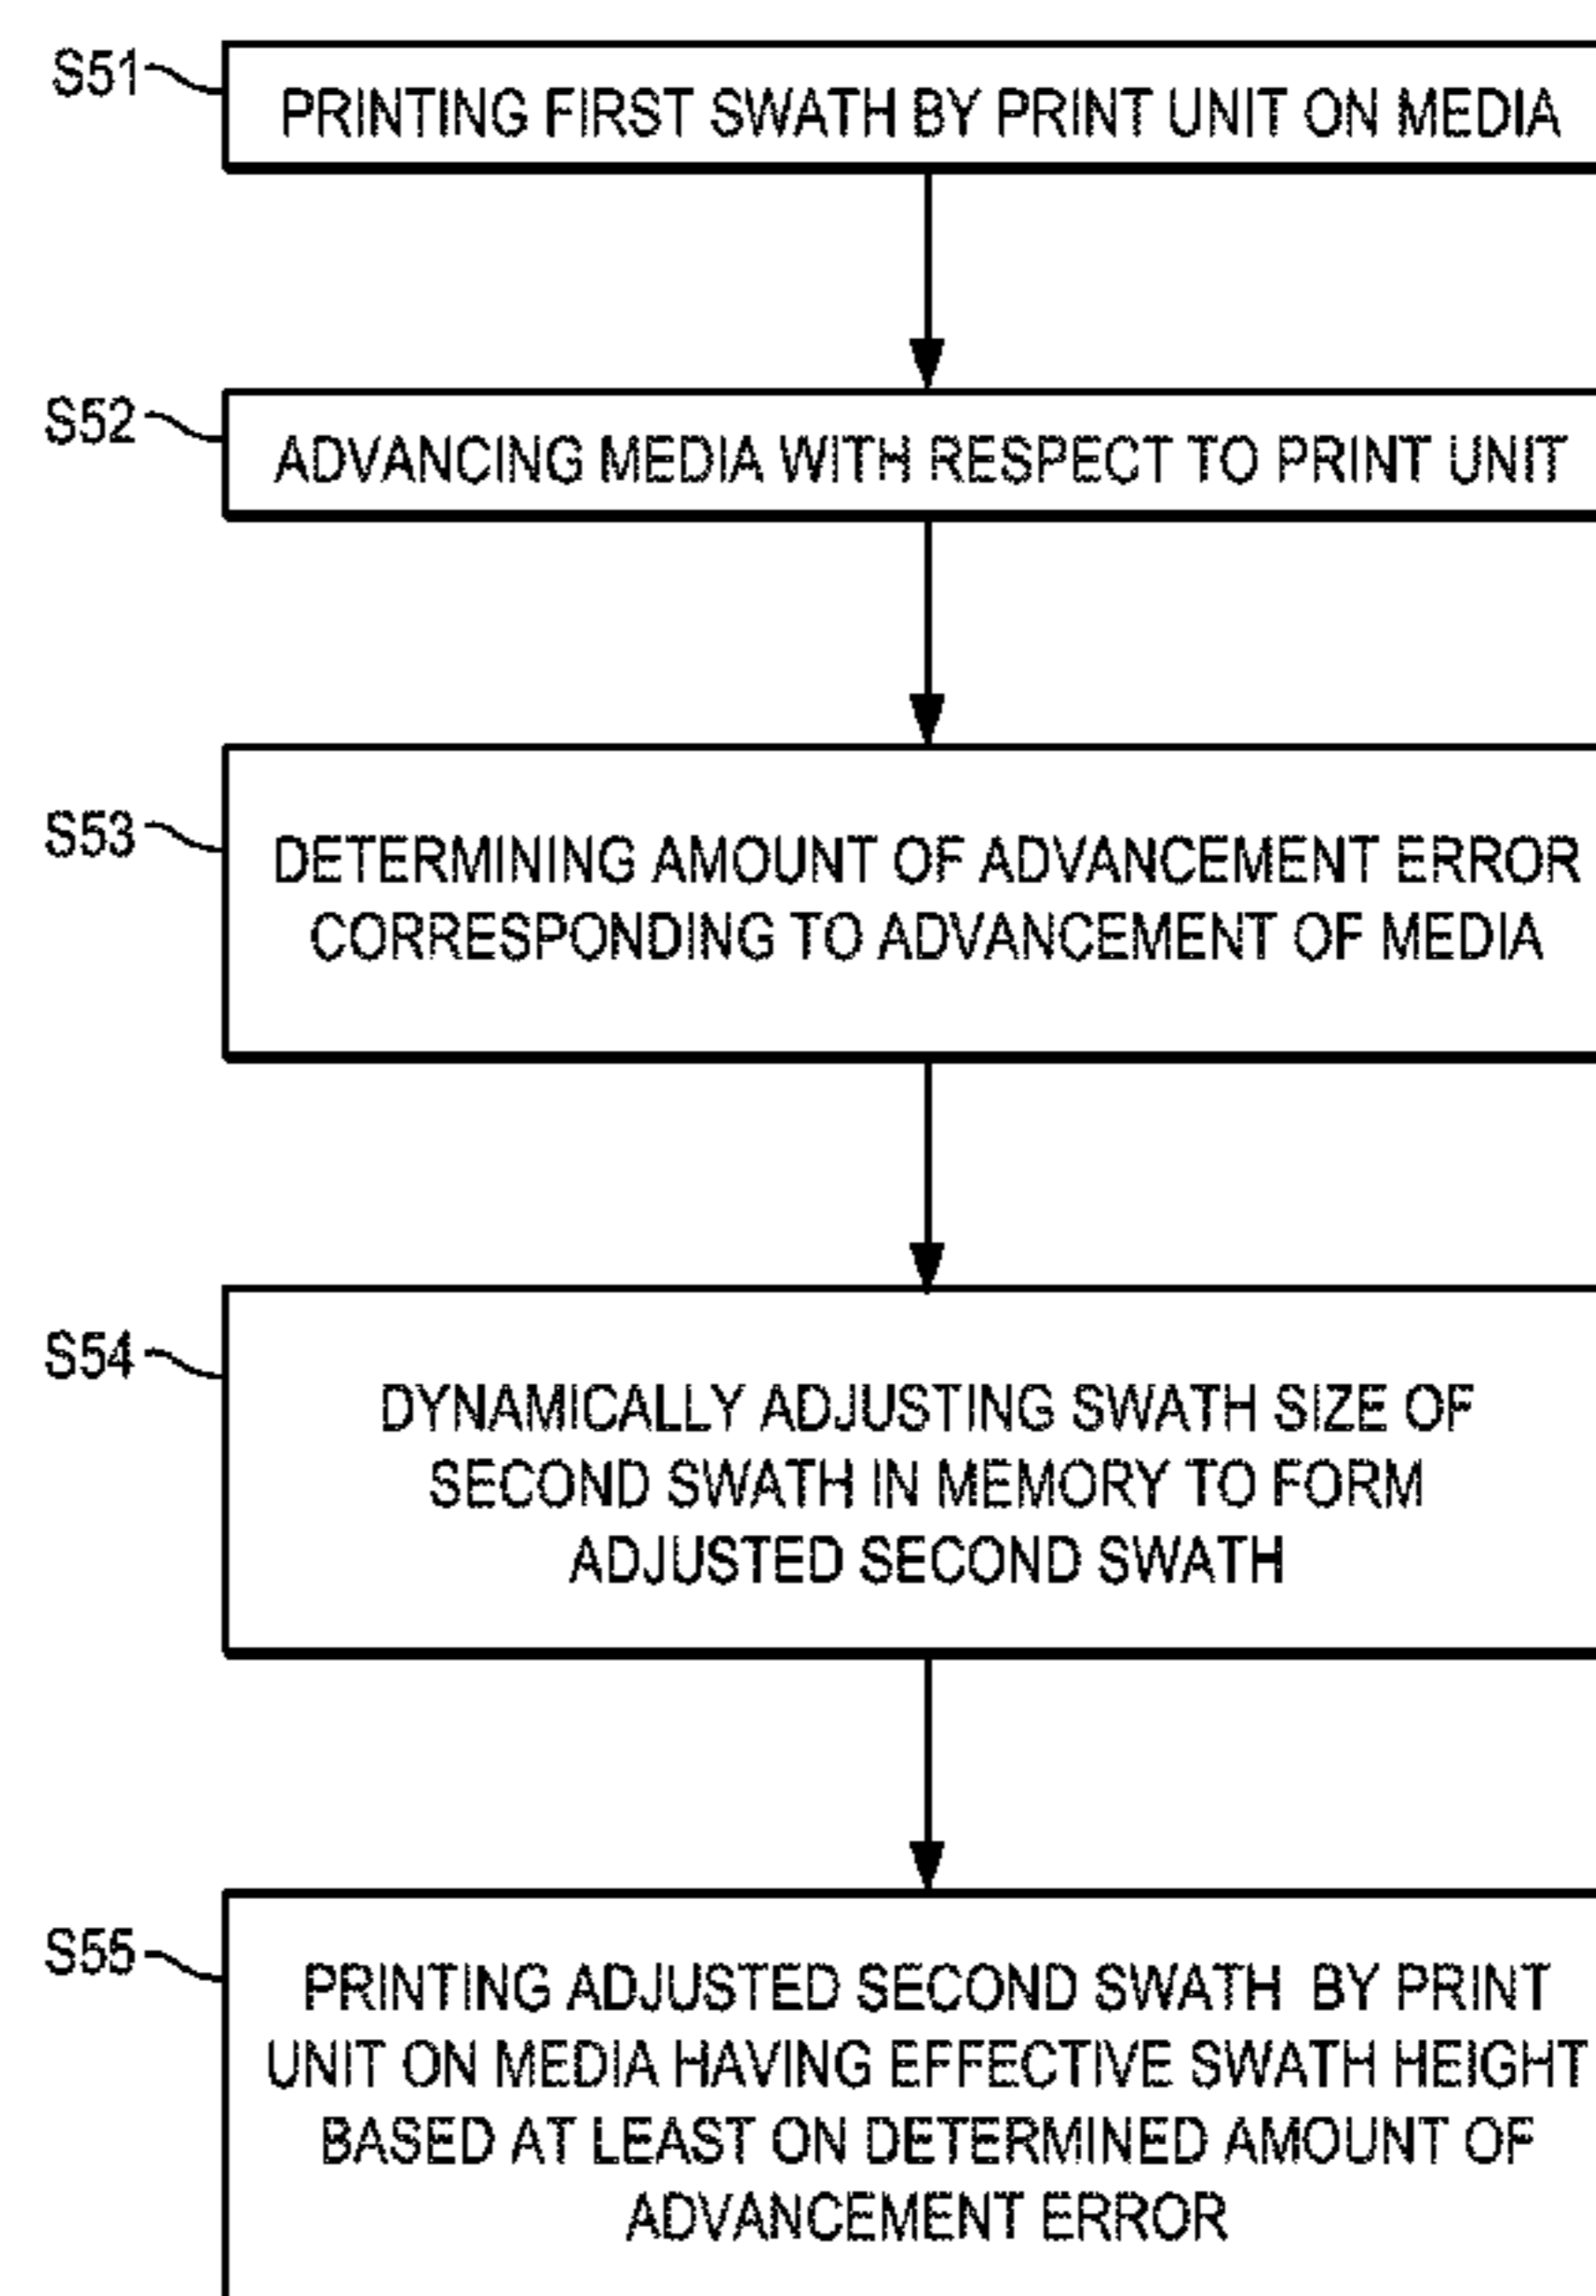 S51
PRINTING FIRST SWATH BY PRINT UNIT ON MEDIA
S52
ADVANCING MEDIA WITH RESPECT TO PRINT UNIT
S53
DETERMINING AMOUNT OF ADVANCEMENT ERROR
CORRESPONDING TO ADVANCEMENT OF MEDIA
S54
DYNAMICALLY ADJUSTING SWATH SIZE OF
SECOND SWATH IN MEMORY TO FORM
ADJUSTED SECOND SWATH
S55
PRINTING ADJUSTED SECOND SWATH BY PRINT
UNIT ON MEDIA HAVING EFFECTIVE SWATH HEIGHT
BASED AT LEAST ON DETERMINED AMOUNT OF
ADVANCEMENT ERROR